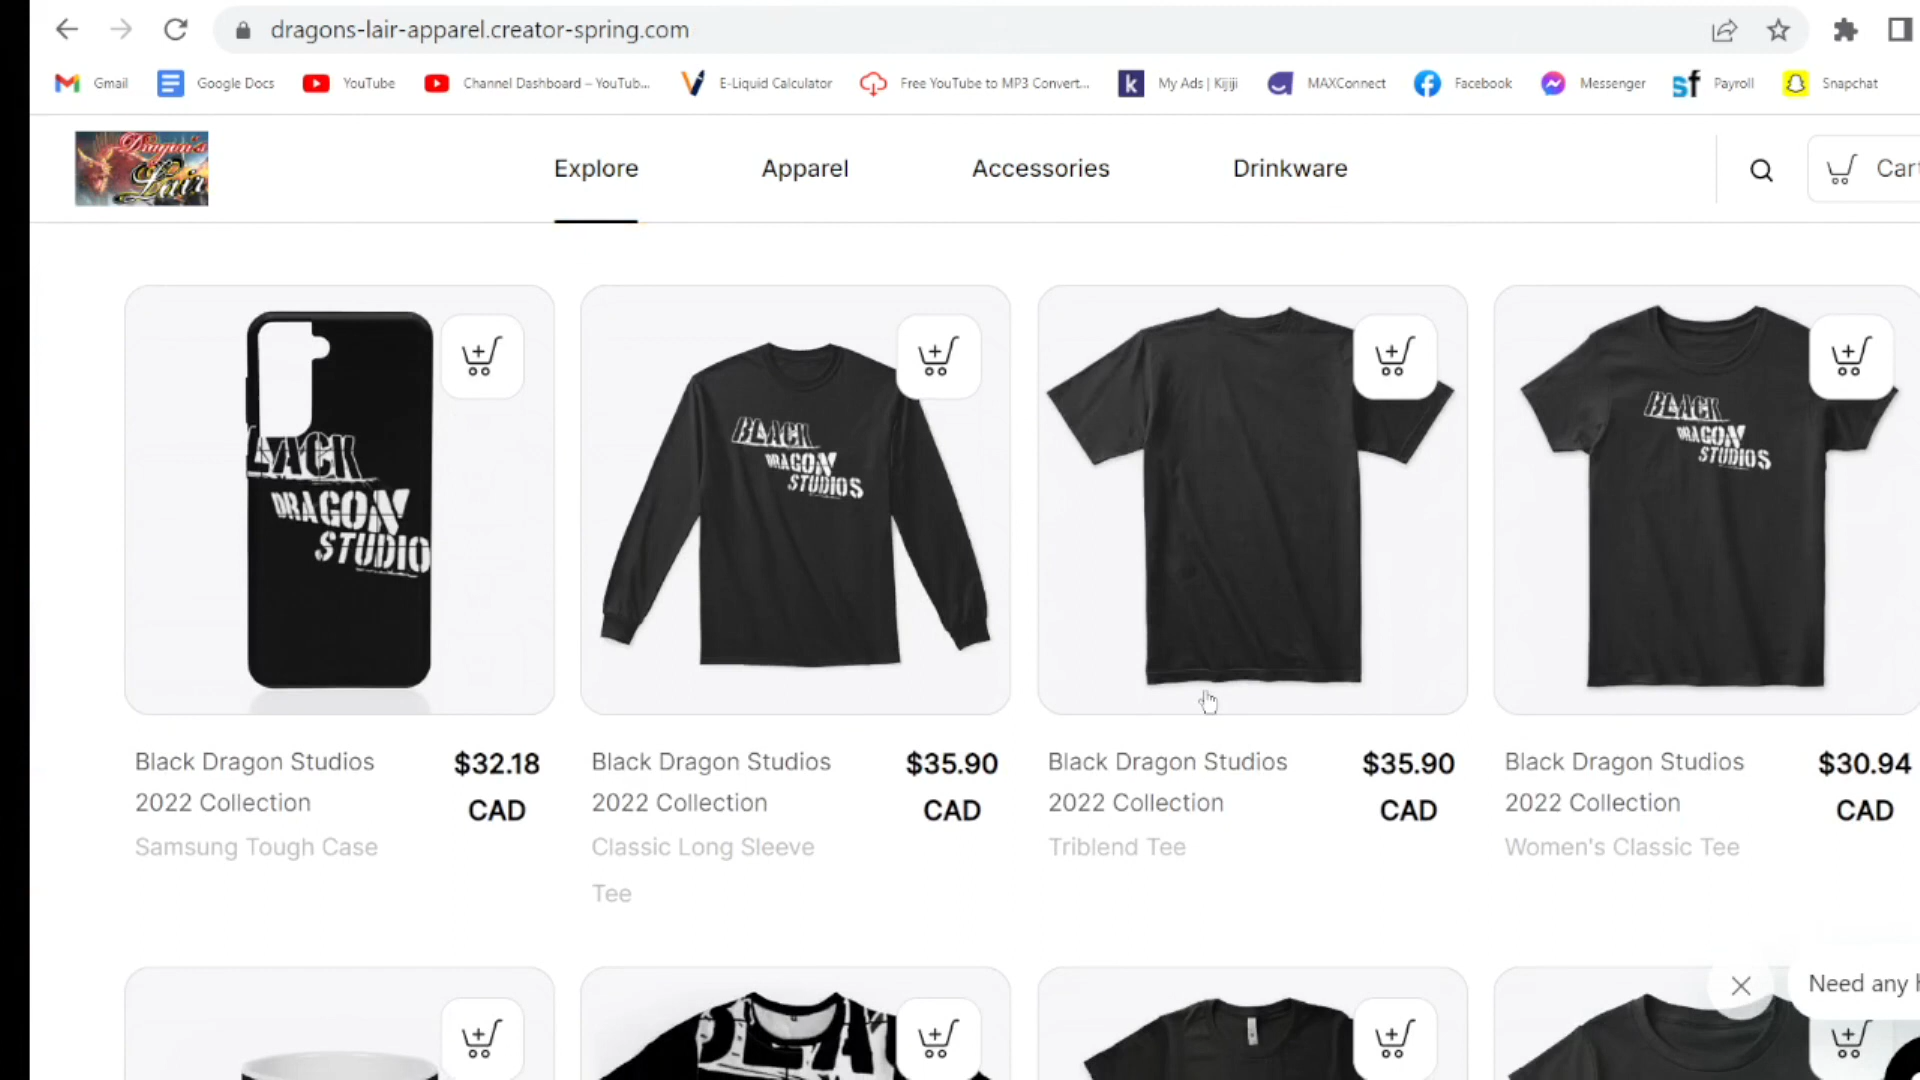 dragons-lair-apparel.creator-spring.com
Gmail Google Docs YouTube Channel Dashboard – YouTub... E-Liquid Calculator Free YouTube to MP3 Convert... My Ads | Kijiji MAXConnect Facebook Messenger Payroll Snapchat
Dragon's
Lair
Explore Apparel Accessories Drinkware Cart
BLACK
DRAGON
STUDIOS
BLACK
DRAGON
STUDIOS
LACK
DRAGON
STUDIO
Black Dragon Studios $32.18
2022 Collection CAD
Samsung Tough Case
Black Dragon Studios $35.90
2022 Collection CAD
Classic Long Sleeve
Tee
Black Dragon Studios $35.90
2022 Collection CAD
Triblend Tee
Black Dragon Studios $30.94
2022 Collection CAD
Women's Classic Tee
Need any